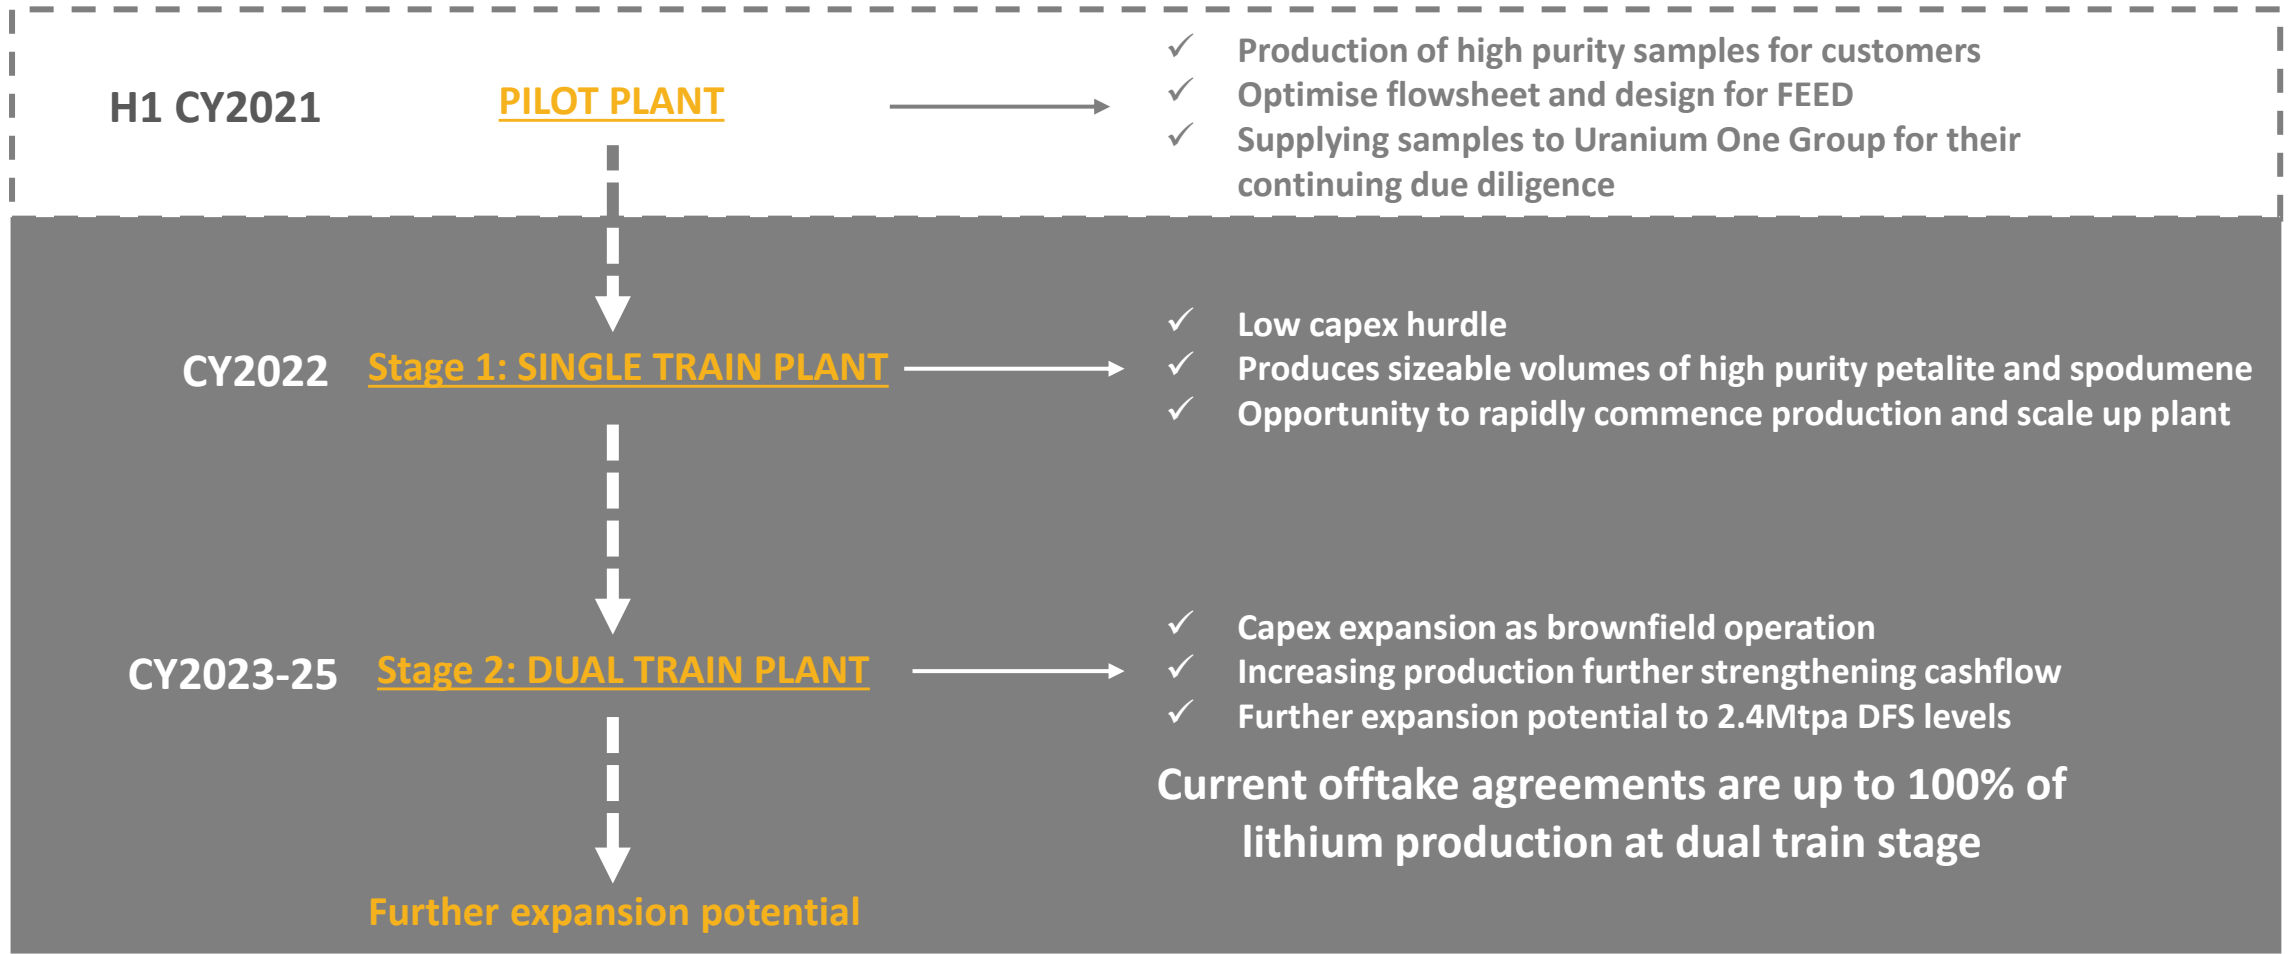 H1 CY2021
PILOT PLANT
✓ Production of high purity samples for customers
✓ Optimise flowsheet and design for FEED
✓ Supplying samples to Uranium One Group for their
continuing due diligence
CY2022
Stage 1: SINGLE TRAIN PLANT
✓ Low capex hurdle
✓ Produces sizeable volumes of high purity petalite and spodumene
✓ Opportunity to rapidly commence production and scale up plant
CY2023-25
Stage 2: DUAL TRAIN PLANT
✓ Capex expansion as brownfield operation
✓ Increasing production further strengthening cashflow
✓ Further expansion potential to 2.4Mtpa DFS levels
Current offtake agreements are up to 100% of
lithium production at dual train stage
Further expansion potential